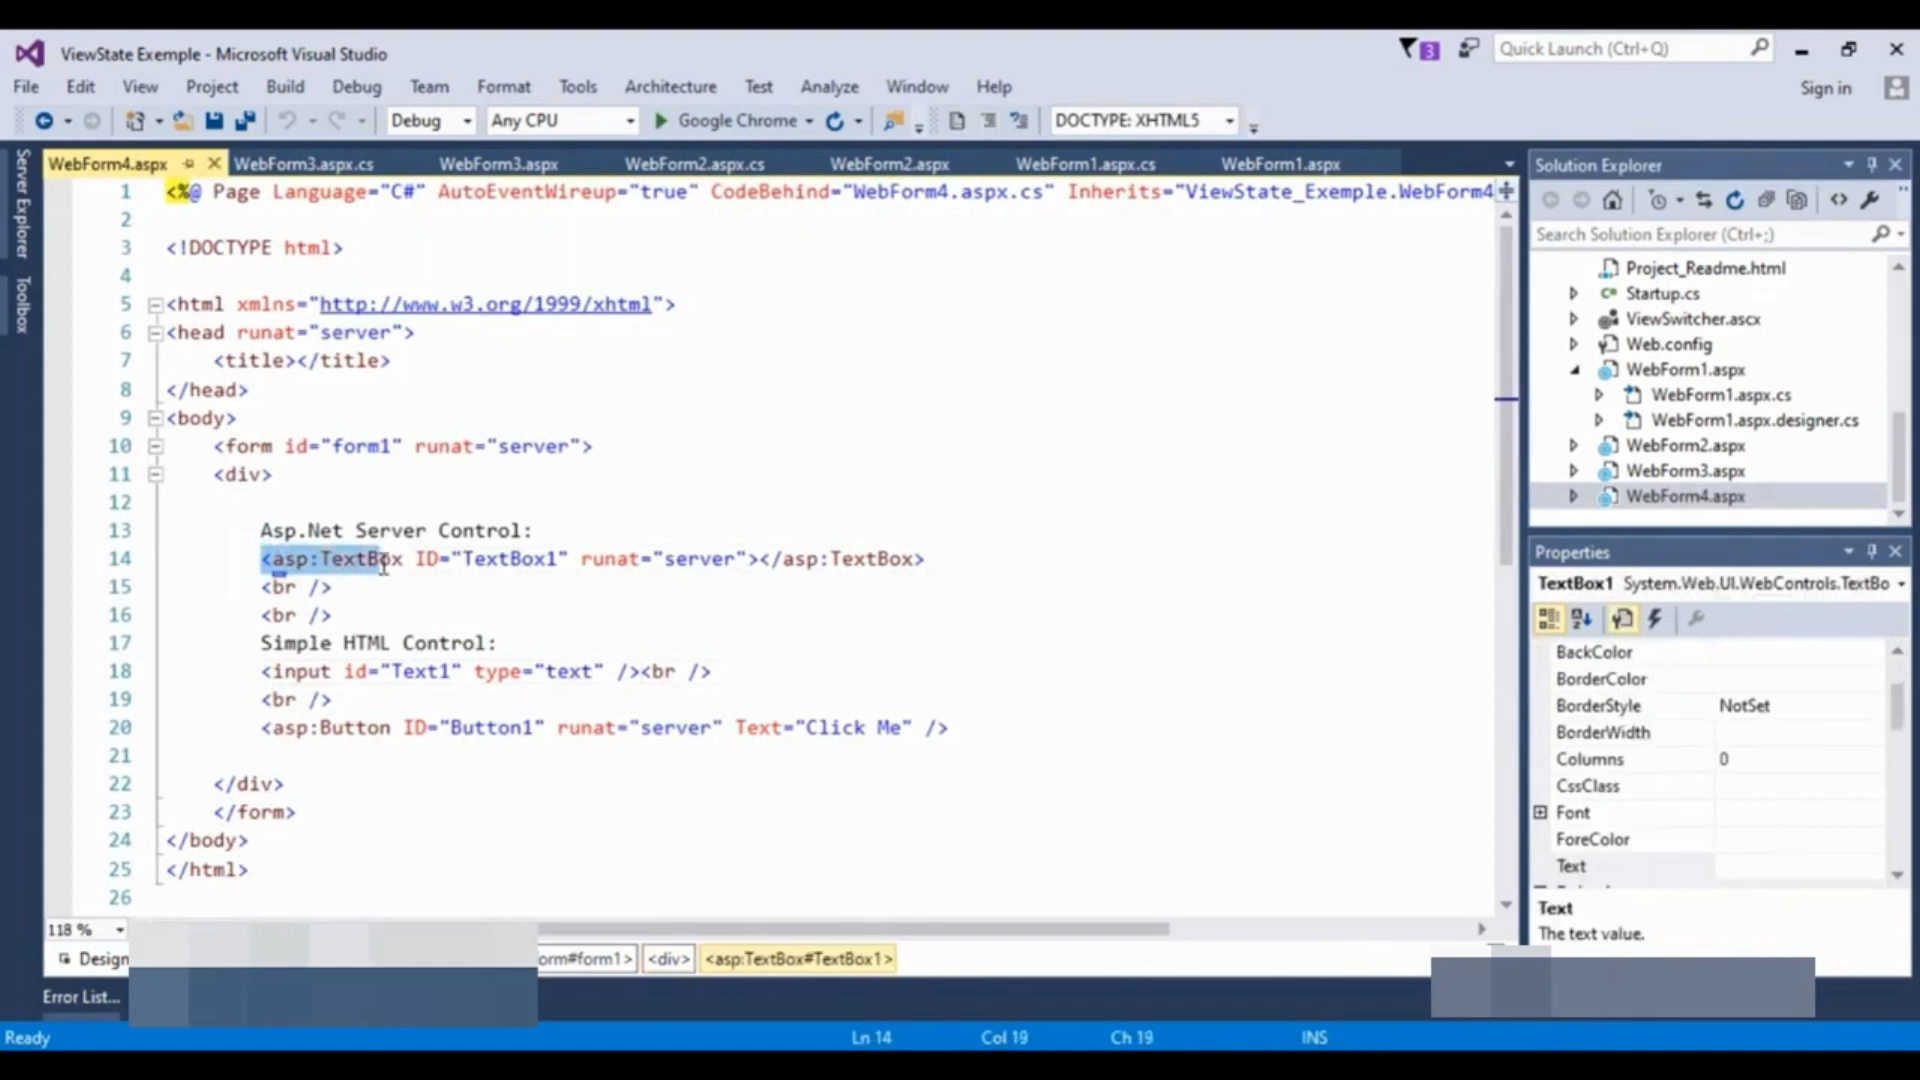 ViewState Exemple - Microsoft Visual Studio
3
Quick Launch (Ctrl+Q)
File Edit View Project Build Debug Team Format Tools Architecture Test Analyze Window Help
Sign in
Debug
Any CPU
Google Chrome
DOCTYPE: XHTML5
Server Explorer
Toolbox
WebForm4.aspx
WebForm3.aspx.cs
WebForm3.aspx
WebForm2.aspx.cs
WebForm2.aspx
WebForm1.aspx.cs
WebForm1.aspx
1 <%@ Page Language="C#" AutoEventWireup="true" CodeBehind="WebForm4.aspx.cs" Inherits="ViewState_Exemple.WebForm4
2
3 <!DOCTYPE html>
4
5 <html xmlns="http://www.w3.org/1999/xhtml">
6 <head runat="server">
7 <title></title>
8 </head>
9 <body>
10 <form id="form1" runat="server">
11 <div>
12
13 Asp.Net Server Control:
14 <asp:TextBox ID="TextBox1" runat="server"></asp:TextBox>
15 <br />
16 <br />
17 Simple HTML Control:
18 <input id="Text1" type="text" /><br />
19 <br />
20 <asp:Button ID="Button1" runat="server" Text="Click Me" />
21
22 </div>
23 </form>
24 </body>
25 </html>
26
118 %
Design
orm#form1>
<div>
<asp:TextBox#TextBox1>
Error List...
Solution Explorer
Search Solution Explorer (Ctrl+;)
Project_Readme.html
Startup.cs
ViewSwitcher.ascx
Web.config
WebForm1.aspx
WebForm1.aspx.cs
WebForm1.aspx.designer.cs
WebForm2.aspx
WebForm3.aspx
WebForm4.aspx
Properties
TextBox1 System.Web.UI.WebControls.TextBo
BackColor
BorderColor
BorderStyle NotSet
BorderWidth
Columns 0
CssClass
Font
ForeColor
Text
Text
The text value.
Ready
Ln 14
Col 19
Ch 19
INS